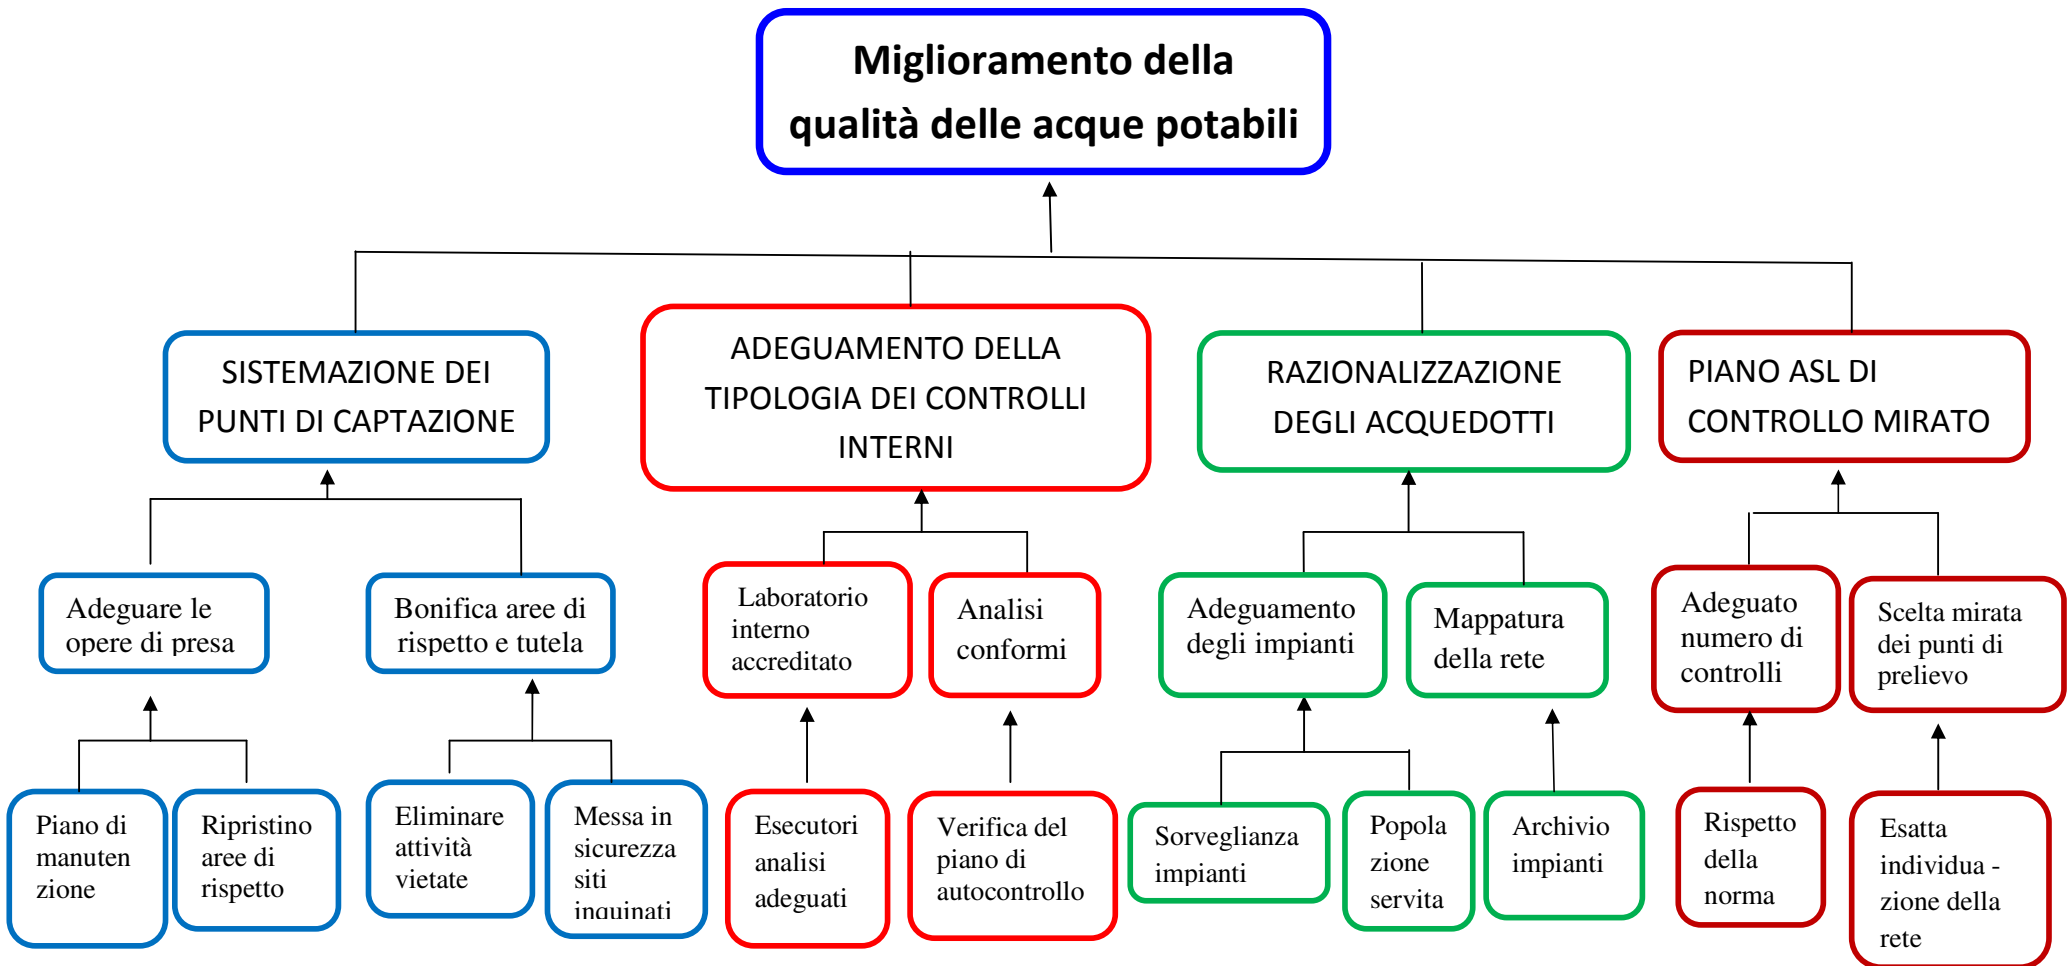 Miglioramento della
qualità delle acque potabili
SISTEMAZIONE DEI
PUNTI DI CAPTAZIONE
ADEGUAMENTO DELLA
TIPOLOGIA DEI CONTROLLI
INTERNI
RAZIONALIZZAZIONE
DEGLI ACQUEDOTTI
PIANO ASL DI
CONTROLLO MIRATO
Adeguare le
opere di presa
Bonifica aree di
rispetto e tutela
Laboratorio
interno
accreditato
Analisi
conformi
Adeguamento
degli impianti
Mappatura
della rete
Adeguato
numero di
controlli
Scelta mirata
dei punti di
prelievo
Piano di
manuten
zione
Ripristino
aree di
rispetto
Eliminare
attività
vietate
Messa in
sicurezza
siti
inquinati
Esecutori
analisi
adeguati
Verifica del
piano di
autocontrollo
Sorveglianza
impianti
Popola
zione
servita
Archivio
impianti
Rispetto
della
norma
Esatta
individua -
zione della
rete